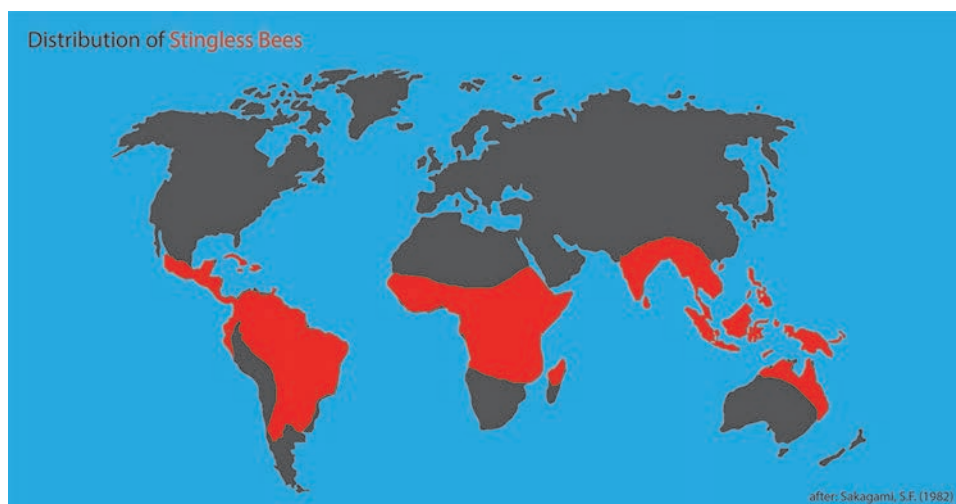 Distribution of Stingless Bees
after: Sakagami, S.F. (1982)